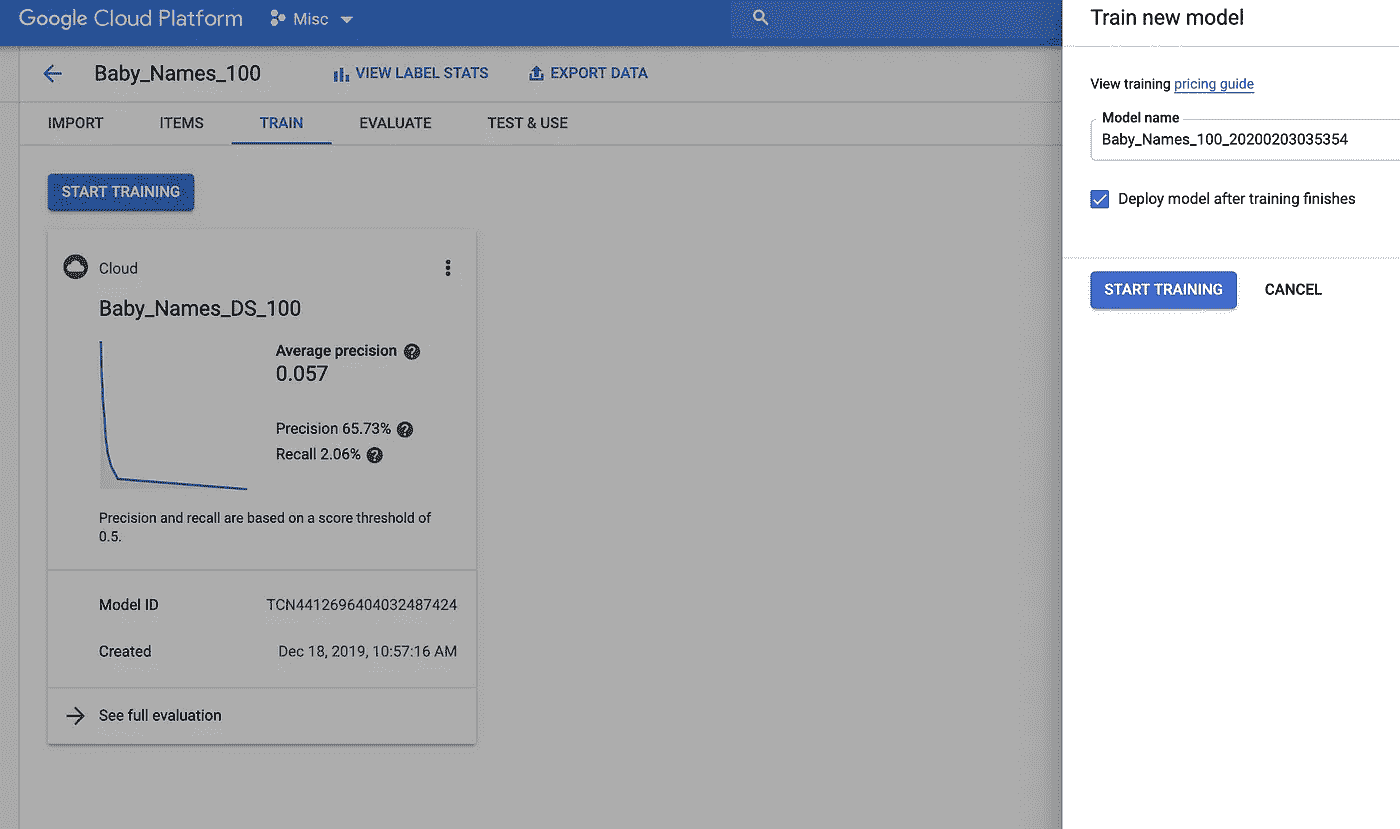 Google Cloud Platform
Misc
Baby_Names_100
VIEW LABEL STATS
EXPORT DATA
IMPORT
ITEMS
TRAIN
EVALUATE
TEST & USE
START TRAINING
Cloud
Baby_Names_DS_100
Average precision
0.057
Precision 65.73%
Recall 2.06%
Precision and recall are based on a score threshold of
0.5.
Model ID TCN4412696404032487424
Created Dec 18, 2019, 10:57:16 AM
See full evaluation
Train new model
View training pricing guide
Model name
Baby_Names_100_20200203035354
Deploy model after training finishes
START TRAINING
CANCEL